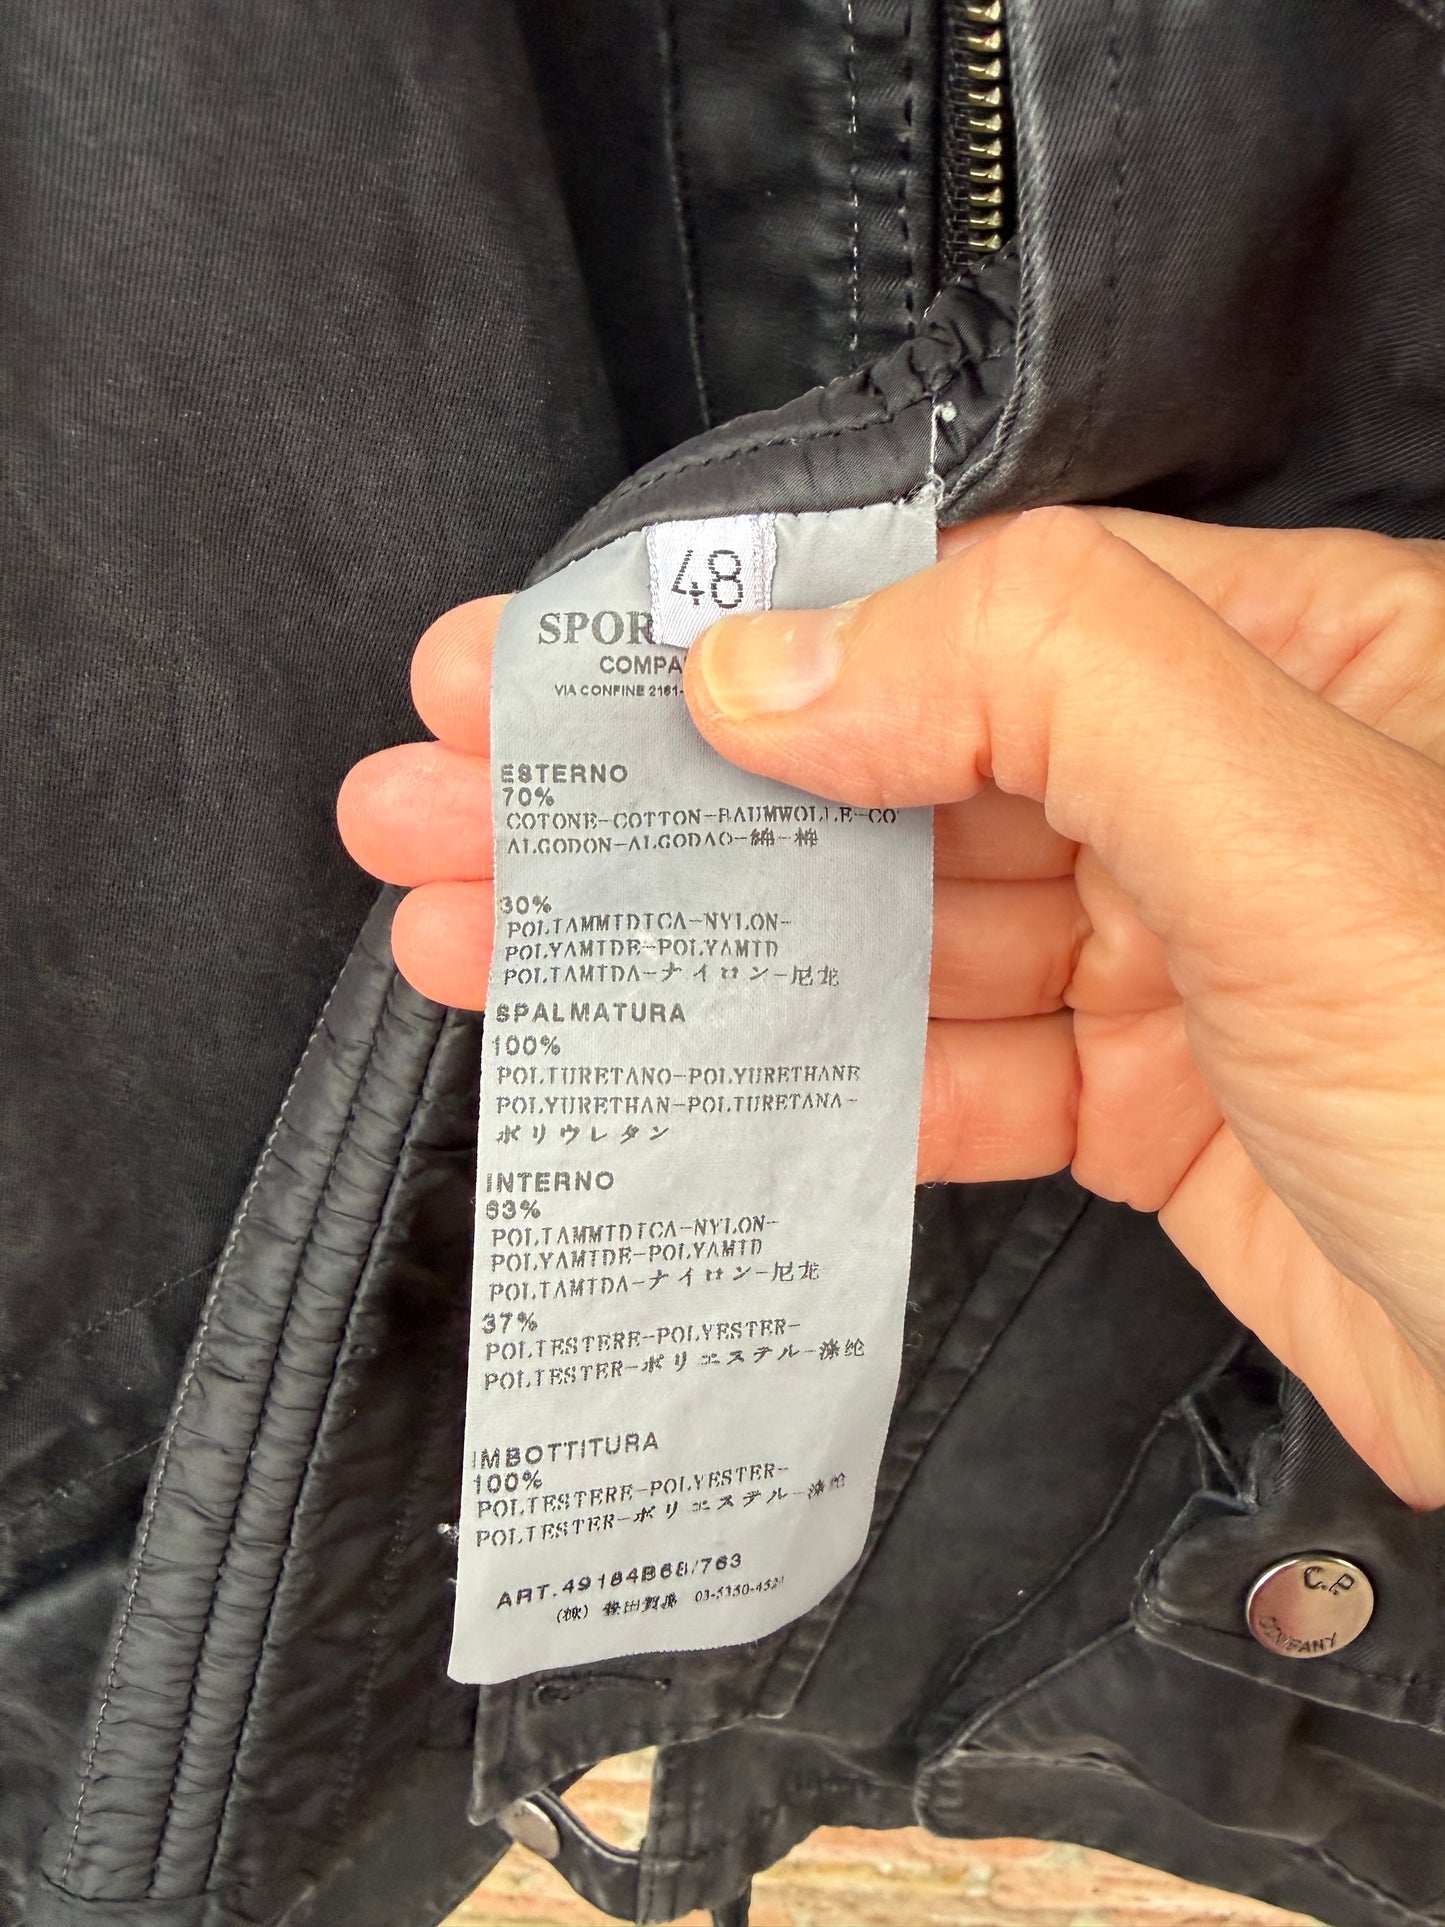 48
SPOR
COMPA
VIA CONFINE 2161-
ESTERNO
70%
COTONE-COTTON-BAUMWOLLE-CO
ALGODON-ALGODAO-綿-棉
30%
POLIAMMIDICA-NYLON-
POLYAMIDE-POLYAMID
POLIAMIDA-ナイロン-尼龙
SPALMATURA
100%
POLIURETANO-POLYURETHANE
POLYURETHAN-POLIURETANA-
ポリウレタン
INTERNO
63%
POLIAMMIDICA-NYLON-
POLYAMIDE-POLYAMID
POLIAMIDA-ナイロン-尼龙
37%
POLIESTERE-POLYESTER-
POLIESTER-ポリエステル-涤纶
IMBOTTITURA
100%
POLIESTERE-POLYESTER-
POLIESTER-ポリエステル-涤纶
ART.49184B68/763
(株) 03-5350-4521
C.P.
COMPANY